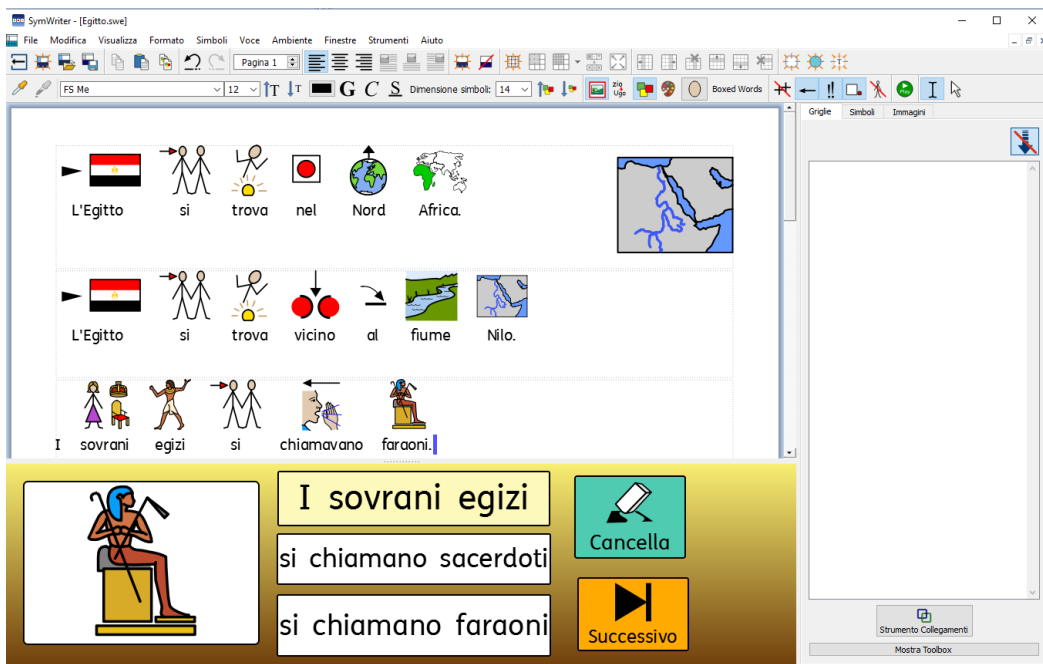 SymWriter - [Egitto.swe]
File Modifica Visualizza Formato Simboli Voce Ambiente Finestre Strumenti Aiuto
Pagina 1
FS Me 12 T T G C S Dimensione simboli: 14 zig Ugo Boxed Words Play
Griglie Simboli Immagini
L'Egitto si trova nel Nord Africa.
L'Egitto si trova vicino al fiume Nilo.
I sovrani egizi si chiamavano faraoni.
I sovrani egizi
si chiamano sacerdoti
si chiamano faraoni
Cancella
Successivo
Strumento Collegamenti
Mostra Toolbox